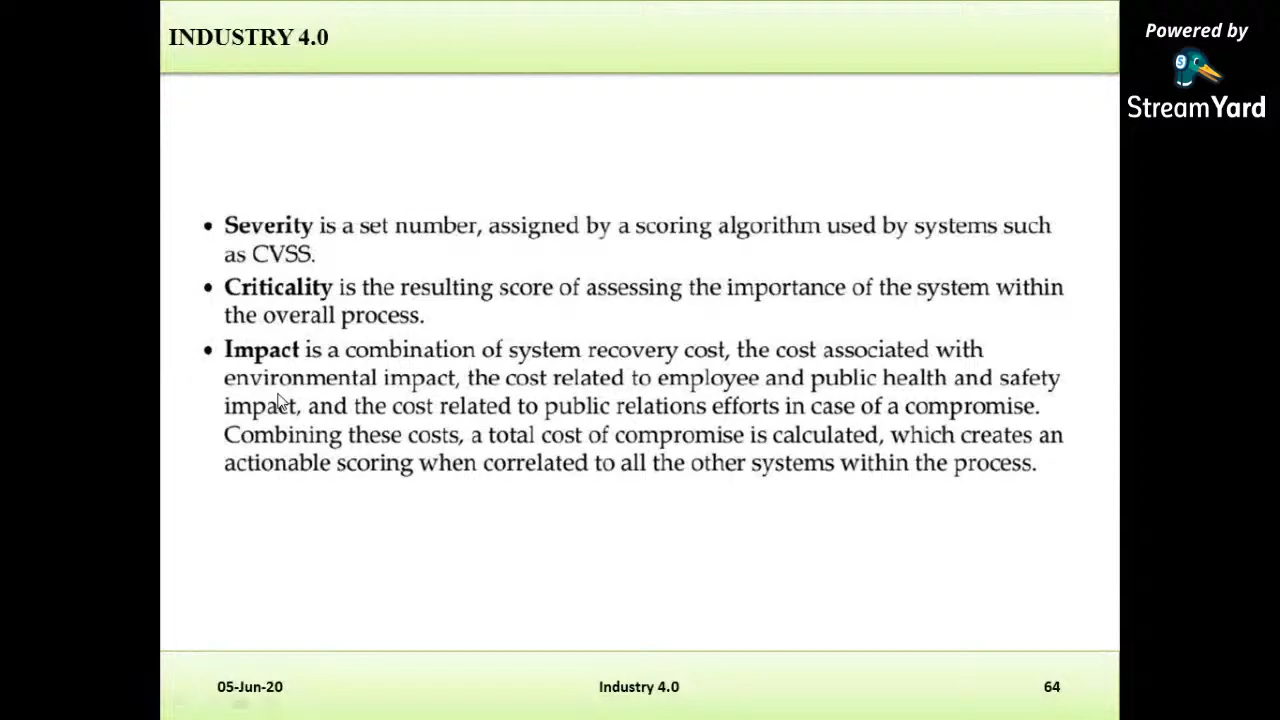 INDUSTRY 4.0
Powered by
StreamYard
• Severity is a set number, assigned by a scoring algorithm used by systems such
as CVSS.
• Criticality is the resulting score of assessing the importance of the system within
the overall process.
• Impact is a combination of system recovery cost, the cost associated with
environmental impact, the cost related to employee and public health and safety
impact, and the cost related to public relations efforts in case of a compromise.
Combining these costs, a total cost of compromise is calculated, which creates an
actionable scoring when correlated to all the other systems within the process.
05-Jun-20 Industry 4.0 64